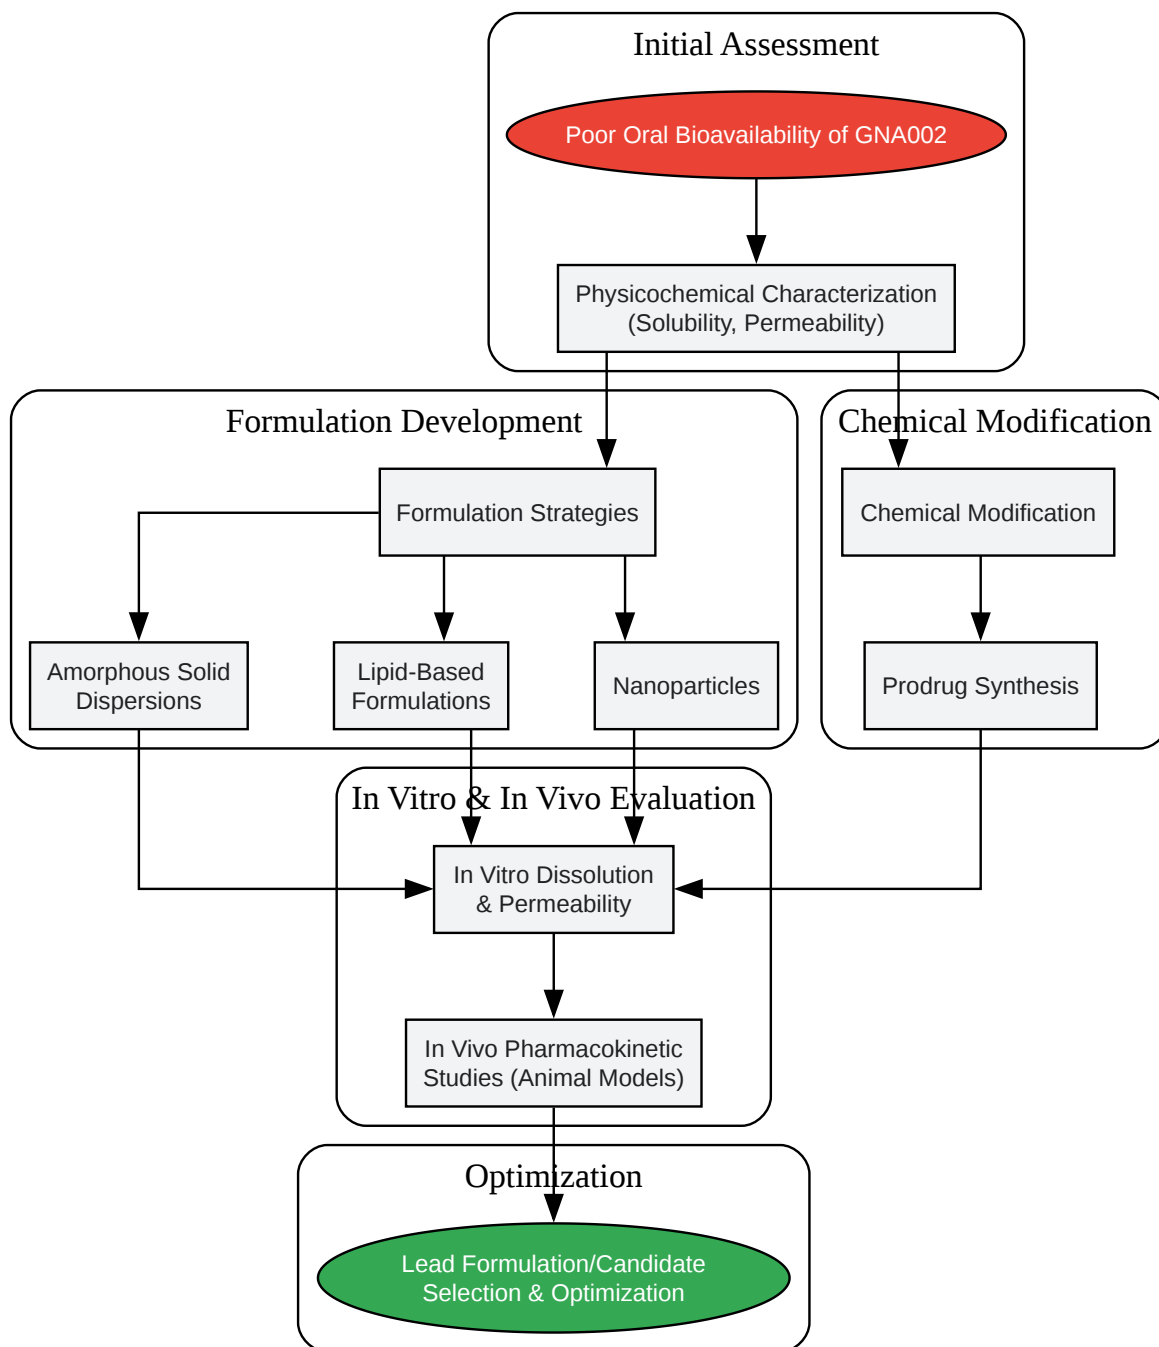 Initial Assessment
Poor Oral Bioavailability of GNA002
Physicochemical Characterization
(Solubility, Permeability)
Formulation Development
Chemical Modification
Formulation Strategies
Chemical Modification
Amorphous Solid
Dispersions
Lipid-Based
Formulations
Nanoparticles
Prodrug Synthesis
In Vitro & In Vivo Evaluation
In Vitro Dissolution
& Permeability
In Vivo Pharmacokinetic
Studies (Animal Models)
Optimization
Lead Formulation/Candidate
Selection & Optimization